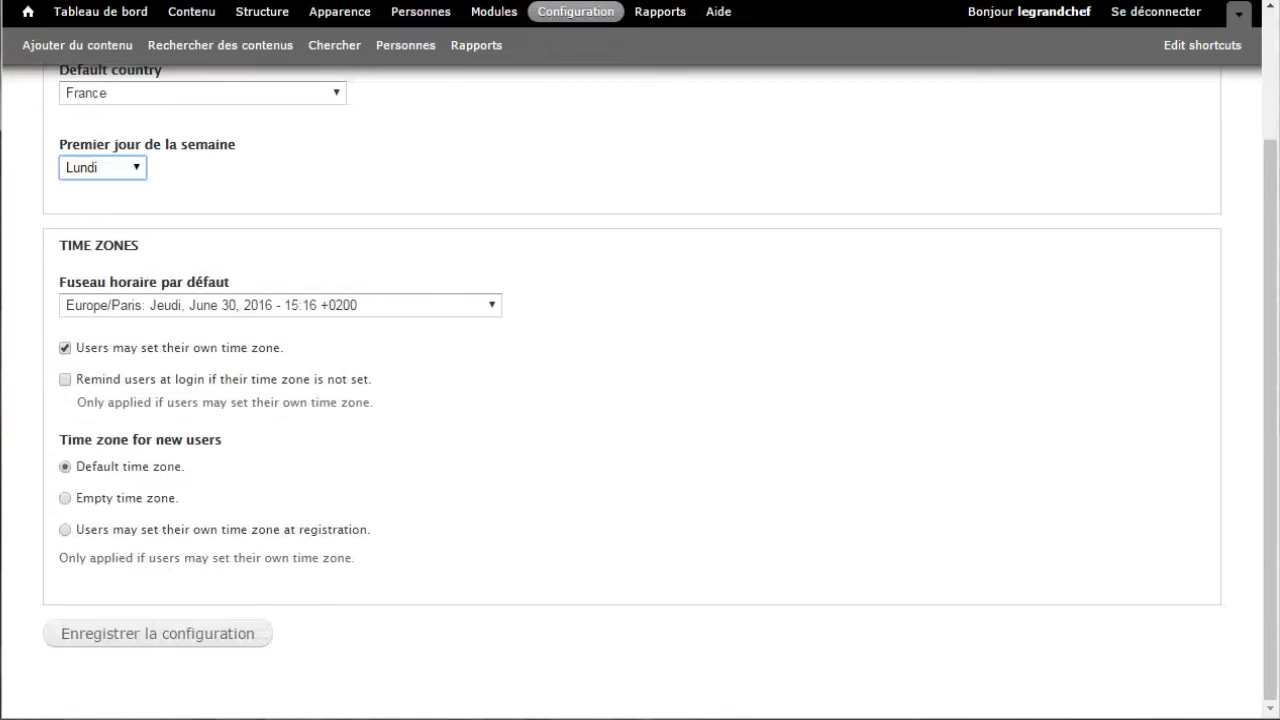 Tableau de bord Contenu Structure Apparence Personnes Modules Configuration Rapports Aide Bonjour legrandchef Se déconnecter
Ajouter du contenu Rechercher des contenus Chercher Personnes Rapports Edit shortcuts
Default country
France
Premier jour de la semaine
Lundi
TIME ZONES
Fuseau horaire par défaut
Europe/Paris: Jeudi, June 30, 2016 - 15:16 +0200
Users may set their own time zone.
Remind users at login if their time zone is not set.
Only applied if users may set their own time zone.
Time zone for new users
Default time zone.
Empty time zone.
Users may set their own time zone at registration.
Only applied if users may set their own time zone.
Enregistrer la configuration